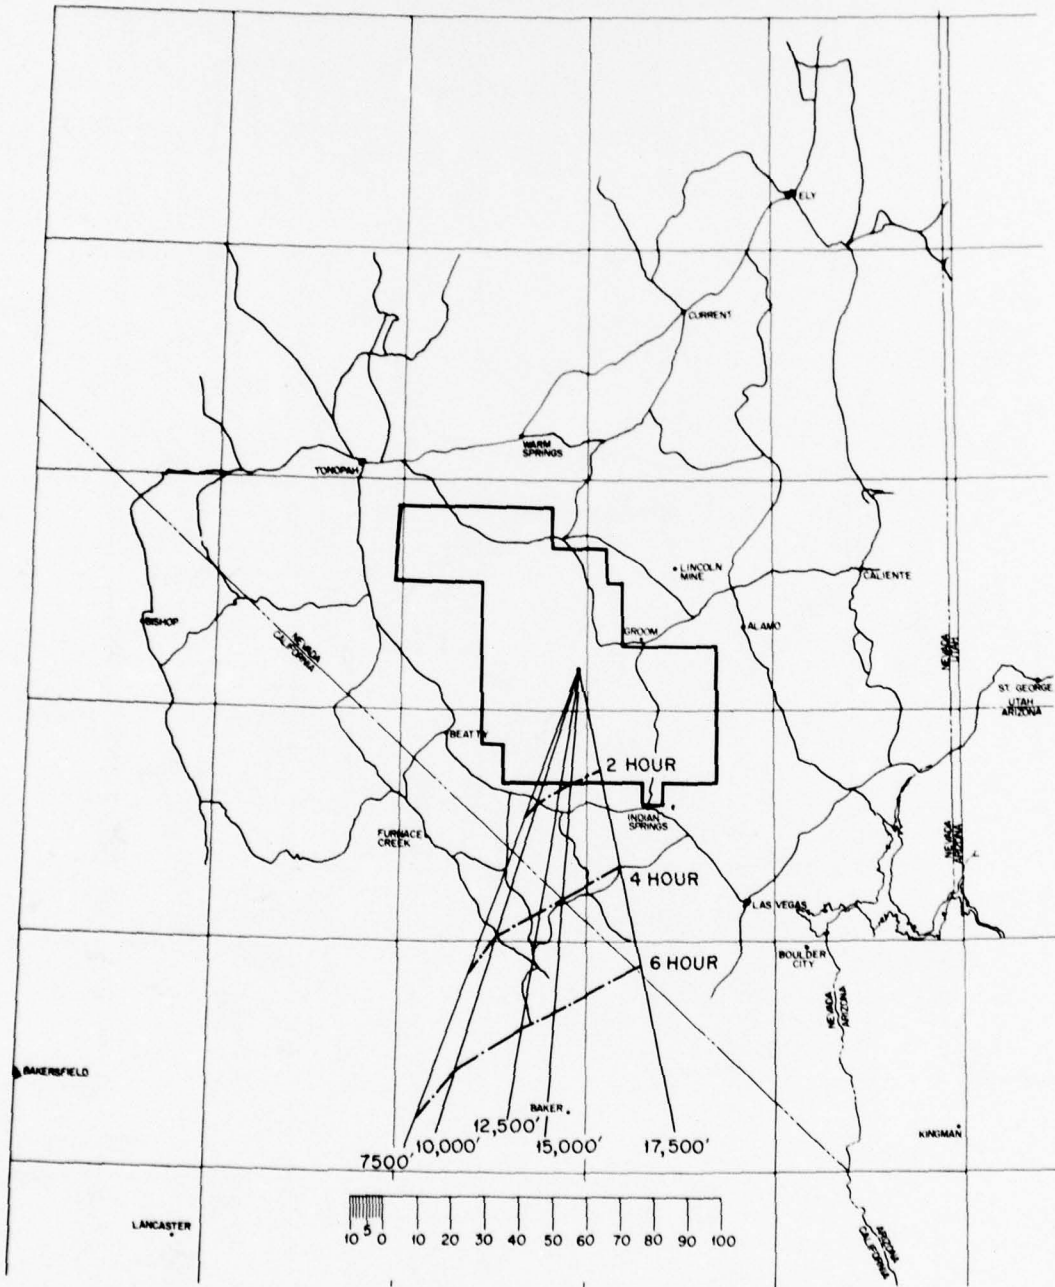 ELY
CURRENT
WARM
SPRINGS
TONOPAH
LINCOLN
MINE
CALIENTE
BISHOP
ALAMO
GROOM
NEVADA
CALIFORNIA
NEVADA
UTAH
ST. GEORGE
UTAH
ARIZONA
BEATTY
2 HOUR
INDIAN
SPRINGS
FURNACE
CREEK
NEVADA
ARIZONA
4 HOUR
LAS VEGAS
BOULDER
CITY
6 HOUR
NEVADA
ARIZONA
BAKERSFIELD
BAKER
KINGMAN
7500'
10,000'
12,500'
15,000'
17,500'
LANCASTER
10 5 0 10 20 30 40 50 60 70 80 90 100
ARIZONA
CALIFORNIA